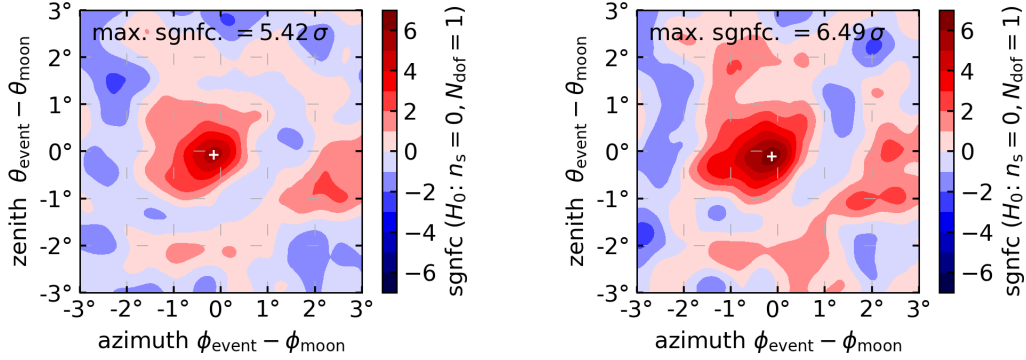 max. sgnfc. = 5.42 σ
3°
2°
1°
0°
-1°
-2°
-3°
zenith θevent − θmoon
-3° -2° -1° 0° 1° 2° 3°
azimuth ϕevent − ϕmoon
6
4
2
0
−2
−4
−6
sgnfc (H0: ns = 0, Ndof = 1)
max. sgnfc. = 6.49 σ
3°
2°
1°
0°
-1°
-2°
-3°
zenith θevent − θmoon
-3° -2° -1° 0° 1° 2° 3°
azimuth ϕevent − ϕmoon
6
4
2
0
−2
−4
−6
sgnfc (H0: ns = 0, Ndof = 1)